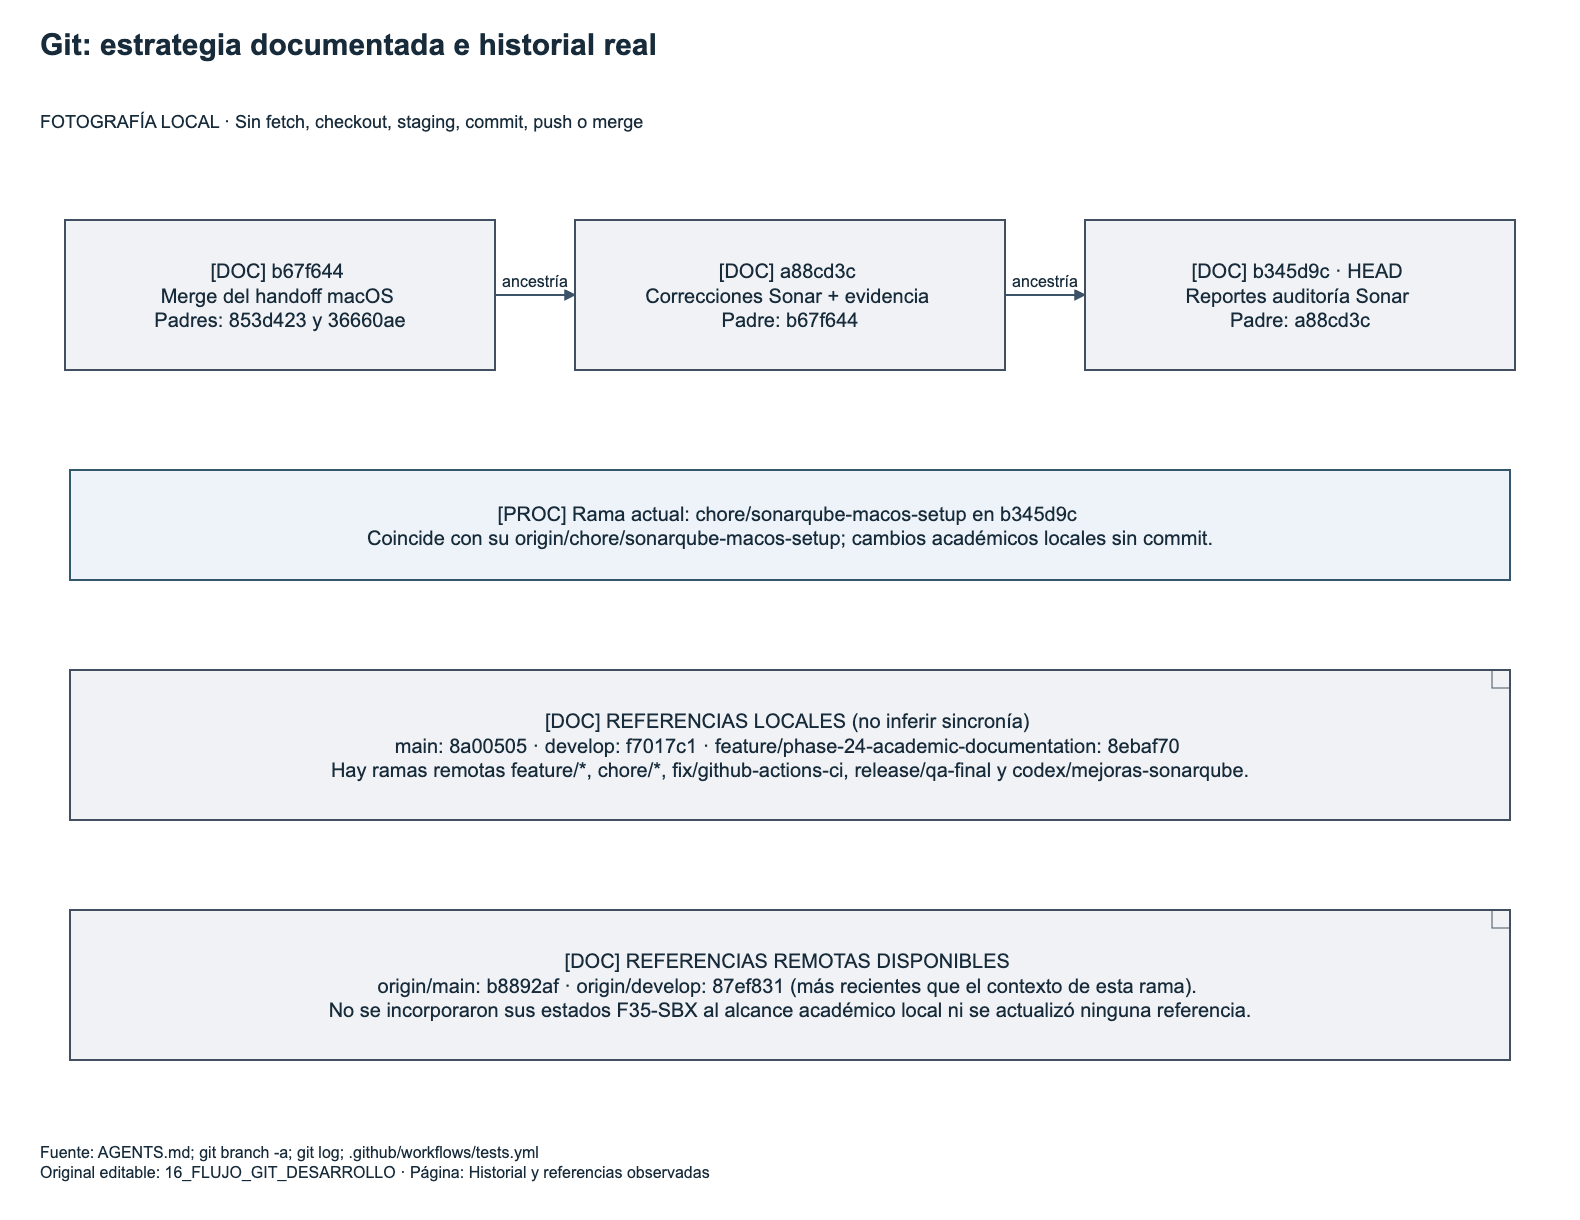 Git: estrategia documentada e historial real
FOTOGRAFÍA LOCAL · Sin fetch, checkout, staging, commit, push o merge
[DOC] b67f644
Merge del handoff macOS
Padres: 853d423 y 36660ae
ancestría
[DOC] a88cd3c
Correcciones Sonar + evidencia
Padre: b67f644
ancestría
[DOC] b345d9c · HEAD
Reportes auditoría Sonar
Padre: a88cd3c
[PROC] Rama actual: chore/sonarqube-macos-setup en b345d9c
Coincide con su origin/chore/sonarqube-macos-setup; cambios académicos locales sin commit.
[DOC] REFERENCIAS LOCALES (no inferir sincronía)
main: 8a00505 · develop: f7017c1 · feature/phase-24-academic-documentation: 8ebaf70
Hay ramas remotas feature/*, chore/*, fix/github-actions-ci, release/qa-final y codex/mejoras-sonarqube.
[DOC] REFERENCIAS REMOTAS DISPONIBLES
origin/main: b8892af · origin/develop: 87ef831 (más recientes que el contexto de esta rama).
No se incorporaron sus estados F35-SBX al alcance académico local ni se actualizó ninguna referencia.
Fuente: AGENTS.md; git branch -a; git log; .github/workflows/tests.yml
Original editable: 16_FLUJO_GIT_DESARROLLO · Página: Historial y referencias observadas